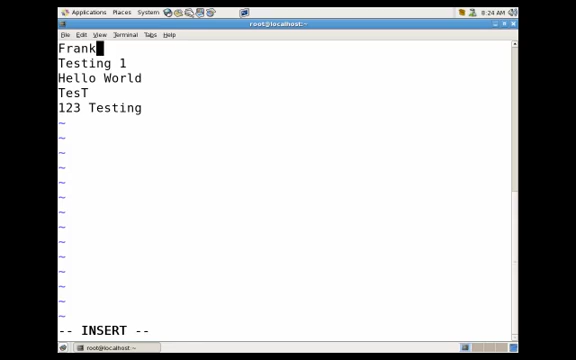 Applications Places System 8:24 AM
root@localhost:~
File Edit View Terminal Tabs Help
Frank
Testing 1
Hello World
TesT
123 Testing
~
~
~
~
~
~
~
~
~
~
~
~
~
~
-- INSERT --
root@localhost:~